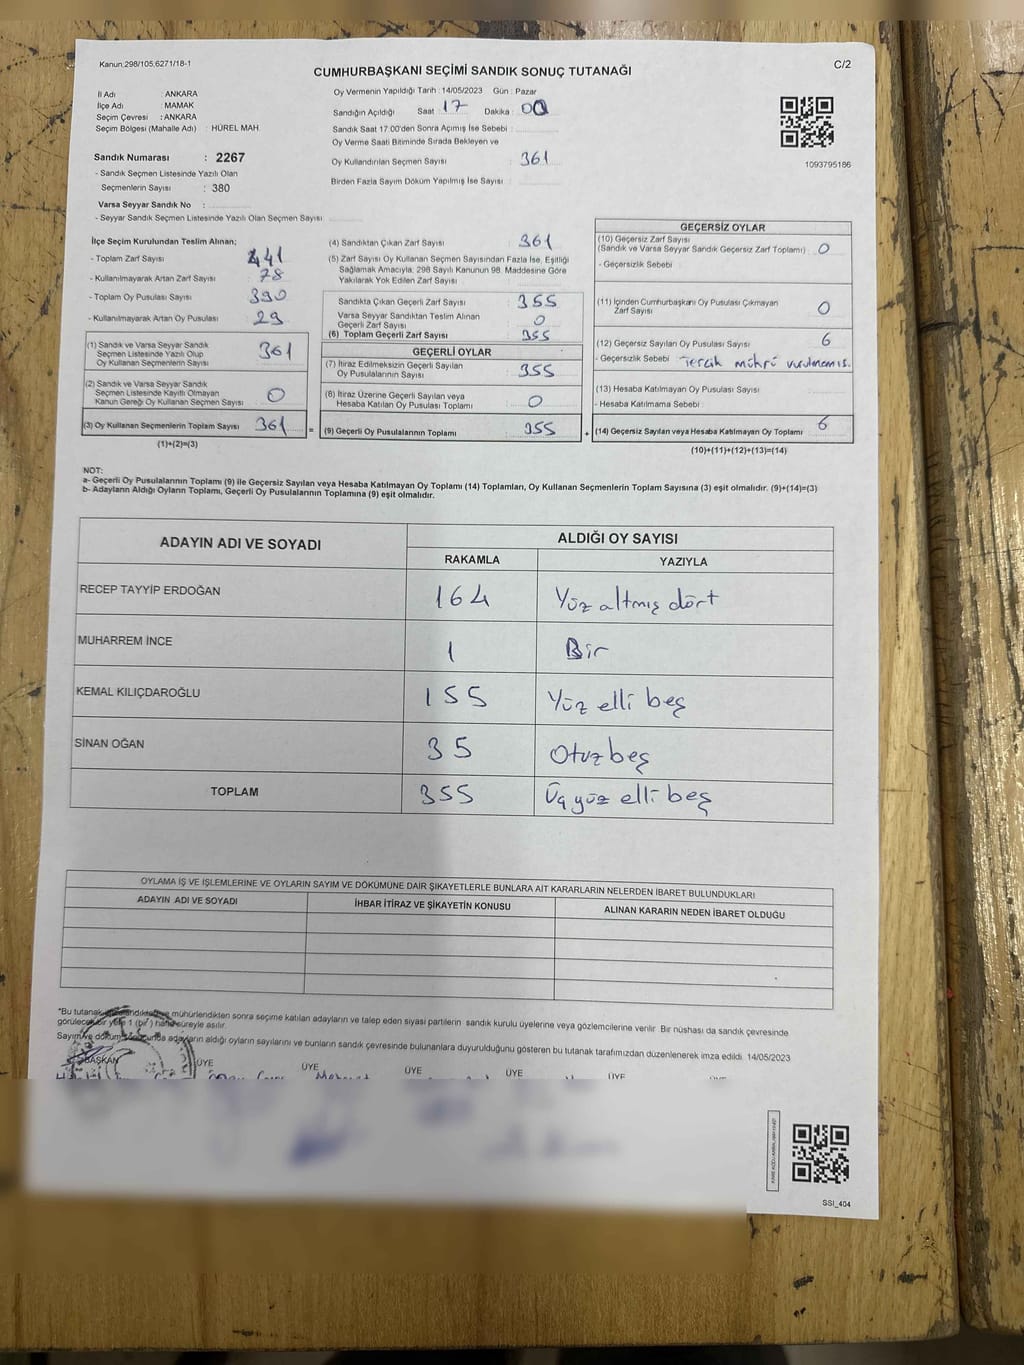 Kanun:298/105,6271/18-1
C/2
CUMHURBAŞKANI SEÇİMİ SANDIK SONUÇ TUTANAĞI
İl Adı : ANKARA
İlçe Adı : MAMAK
Seçim Çevresi : ANKARA
Seçim Bölgesi (Mahalle Adı) : HÜREL MAH.
Sandık Numarası : 2267
- Sandık Seçmen Listesinde Yazılı Olan
Seçmenlerin Sayısı : 380
Varsa Seyyar Sandık No :
- Seyyar Sandık Seçmen Listesinde Yazılı Olan Seçmen Sayısı
Oy Vermenin Yapıldığı Tarih : 14/05/2023 Gün : Pazar
Sandığın Açıldığı Saat : 17 Dakika : 00
Sandık Saat 17:00'den Sonra Açımış İse Sebebi :
Oy Verme Saati Bitiminde Sırada Bekleyen ve
Oy Kullandırılan Seçmen Sayısı : 361
Birden Fazla Sayım Döküm Yapılmış İse Sayısı :
1093795186
İlçe Seçim Kurulundan Teslim Alınan;
- Toplam Zarf Sayısı : 441
- Kullanılmayarak Artan Zarf Sayısı : 78
- Toplam Oy Pusulası Sayısı : 390
- Kullanılmayarak Artan Oy Pusulası : 29
(1) Sandık ve Varsa Seyyar Sandık
Seçmen Listesinde Yazılı Olup
Oy Kullanan Seçmenlerin Sayısı : 361
(2) Sandık ve Varsa Seyyar Sandık
Seçmen Listesinde Kayıtlı Olmayan
Kanun Gereği Oy Kullanan Seçmen Sayısı : 0
(3) Oy Kullanan Seçmenlerin Toplam Sayısı : 361
(1)+(2)=(3)
(4) Sandıktan Çıkan Zarf Sayısı : 361
(5) Zarf Sayısı Oy Kullanan Seçmen Sayısından Fazla İse, Eşitliği
Sağlamak Amacıyla; 298 Sayılı Kanunun 98. Maddesine Göre
Yakılarak Yok Edilen Zarf Sayısı :
Sandıkta Çıkan Geçerli Zarf Sayısı : 355
Varsa Seyyar Sandıktan Teslim Alınan
Geçerli Zarf Sayısı : 0
(6) Toplam Geçerli Zarf Sayısı : 355
GEÇERLİ OYLAR
(7) İtiraz Edilmeksizin Geçerli Sayılan
Oy Pusulalarının Sayısı : 355
(8) İtiraz Üzerine Geçerli Sayılan veya
Hesaba Katılan Oy Pusulası Toplamı : 0
= (9) Geçerli Oy Pusulalarının Toplamı : 355 +
GEÇERSİZ OYLAR
(10) Geçersiz Zarf Sayısı
(Sandık ve Varsa Seyyar Sandık Geçersiz Zarf Toplamı) : 0
- Geçersizlik Sebebi :
(11) İçinden Cumhurbaşkanı Oy Pusulası Çıkmayan
Zarf Sayısı : 0
(12) Geçersiz Sayılan Oy Pusulası Sayısı : 6
- Geçersizlik Sebebi : Tercih mührü vurulmamış.
(13) Hesaba Katılmayan Oy Pusulası Sayısı :
- Hesaba Katılmama Sebebi :
(14) Geçersiz Sayılan veya Hesaba Katılmayan Oy Toplamı : 6
(10)+(11)+(12)+(13)=(14)
NOT:
a- Geçerli Oy Pusulalarının Toplamı (9) ile Geçersiz Sayılan veya Hesaba Katılmayan Oy Toplamı (14) Toplamları, Oy Kullanan Seçmenlerin Toplam Sayısına (3) eşit olmalıdır. (9)+(14)=(3)
b- Adayların Aldığı Oyların Toplamı, Geçerli Oy Pusulalarının Toplamına (9) eşit olmalıdır.
ADAYIN ADI VE SOYADI
ALDIĞI OY SAYISI
RAKAMLA YAZIYLA
RECEP TAYYİP ERDOĞAN 164 Yüz altmış dört
MUHARREM İNCE 1 Bir
KEMAL KILIÇDAROĞLU 155 Yüz elli beş
SİNAN OĞAN 35 Otuz beş
TOPLAM 355 Üç yüz elli beş
OYLAMA İŞ VE İŞLEMLERİNE VE OYLARIN SAYIM VE DÖKÜMÜNE DAİR ŞİKAYETLERLE BUNLARA AİT KARARLARIN NELERDEN İBARET BULUNDUKLARI
ADAYIN ADI VE SOYADI İHBAR İTİRAZ VE ŞİKAYETİN KONUSU ALINAN KARARIN NEDEN İBARET OLDUĞU
*Bu tutanak mühürlendikten sonra seçime katılan adayların ve talep eden siyasi partilerin sandık kurulu üyelerine veya gözlemcilerine verilir. Bir nüshası da sandık çevresinde
görülecek bir yere 1 (bir) hafta süreyle asılır.
Sayım ve döküm adayların aldığı oyların sayılarını ve bunların sandık çevresinde bulunanlara duyurulduğunu gösteren bu tutanak tarafımızdan düzenlenerek imza edildi. 14/05/2023
BAŞKAN ÜYE ÜYE ÜYE ÜYE ÜYE
SSI_404